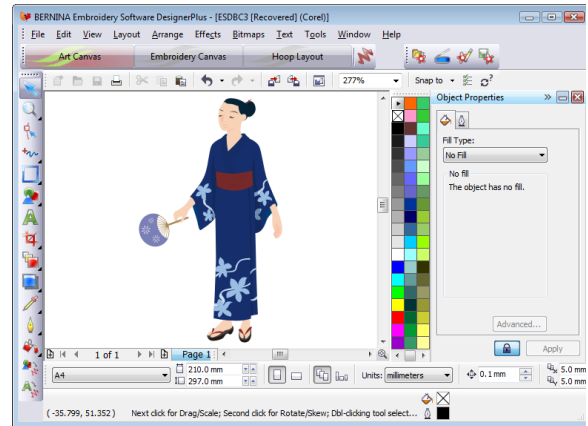 BERNINA Embroidery Software DesignerPlus - [ESDBC3 [Recovered] (Corel)]
File Edit View Layout Arrange Effects Bitmaps Text Tools Window Help
Art Canvas Embroidery Canvas Hoop Layout
277% Snap to
Object Properties
Fill Type:
No Fill
No fill
The object has no fill.
Advanced...
Apply
1 of 1 Page 1
A4 210.0 mm 297.0 mm Units: millimeters 0.1 mm 5.0 mm 5.0 mm
(-35.799, 51.352) Next click for Drag/Scale; Second click for Rotate/Skew; Dbl-clicking tool select...